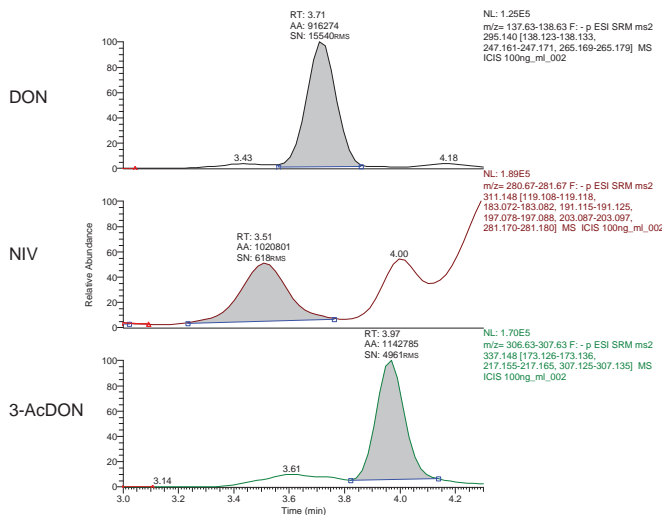 RT: 3.71
AA: 916274
SN: 15540RMS
NL: 1.25E5
m/z= 137.63-138.63 F: - p ESI SRM ms2
295.140 [138.123-138.133,
247.161-247.171, 265.169-265.179] MS
ICIS 100ng_ml_002
DON
100
80
60
40
20
0
3.43
4.18
NL: 1.89E5
m/z= 280.67-281.67 F: - p ESI SRM ms2
311.148 [119.108-119.118,
183.072-183.082, 191.115-191.125,
197.078-197.088, 203.087-203.097,
281.170-281.180] MS ICIS 100ng_ml_002
NIV
Relative Abundance
100
80
60
40
20
0
RT: 3.51
AA: 1020801
SN: 618RMS
4.00
RT: 3.97
AA: 1142785
SN: 4961RMS
NL: 1.70E5
m/z= 306.63-307.63 F: - p ESI SRM ms2
337.148 [173.126-173.136,
217.155-217.165, 307.125-307.135] MS
ICIS 100ng_ml_002
3-AcDON
100
80
60
40
20
0
3.14
3.61
3.0 3.2 3.4 3.6 3.8 4.0 4.2
Time (min)